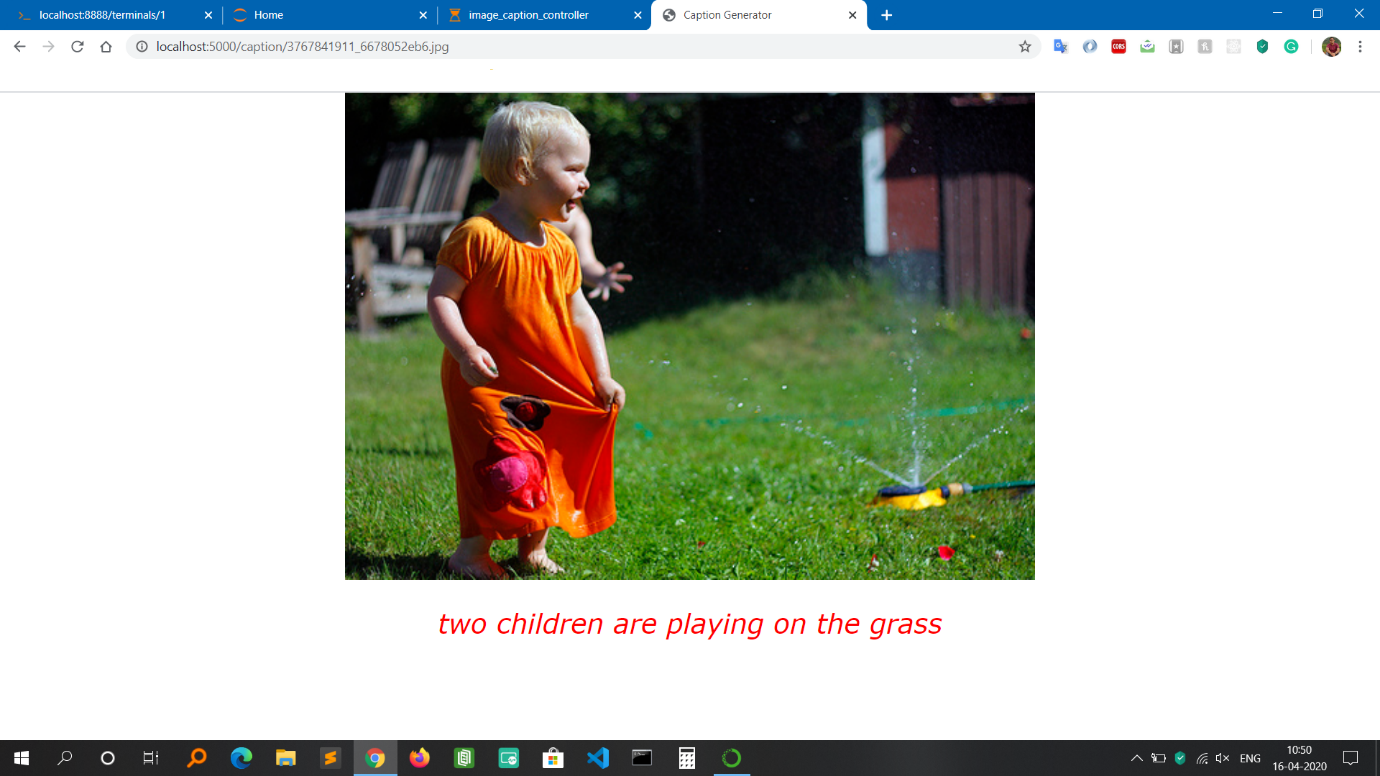 localhost:8888/terminals/1
Home
image_caption_controller
Caption Generator
localhost:5000/caption/3767841911_6678052eb6.jpg
CORS
two children are playing on the grass
ENG
10:50
16-04-2020